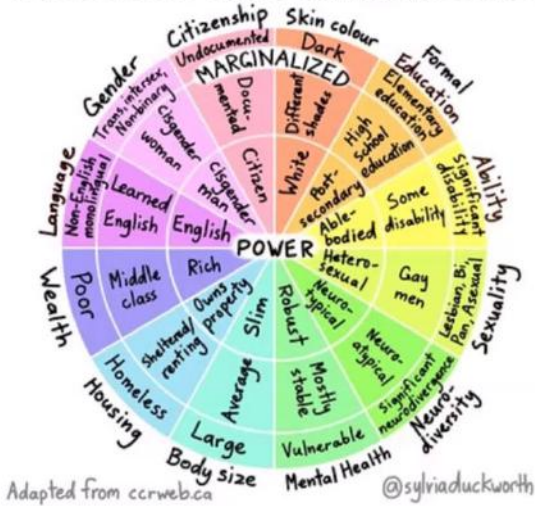 Citizenship
Undocumented
Docu-
mented
Citizen
Skin colour
Dark
Different
shades
White
Formal
Education
Elementary
education
High
school
education
Post-
secondary
Ability
Significant
disability
Some
disability
Able-
bodied
Sexuality
Lesbian, Bi,
Pan, Asexual
Gay
men
Hetero-
sexual
Neuro-
diversity
Significant
neurodivergence
Neuro-
atypical
Neuro-
typical
Mental Health
Vulnerable
Mostly
stable
Robust
Body size
Large
Average
Slim
Housing
Homeless
Sheltered/
renting
Owns
property
Wealth
Poor
Middle
class
Rich
Language
Non-English
monolingual
Learned
English
English
Gender
Trans, intersex,
Non-binary
Cisgender
woman
Cisgender
man
MARGINALIZED
POWER
Adapted from ccrweb.ca
@sylviaduckworth